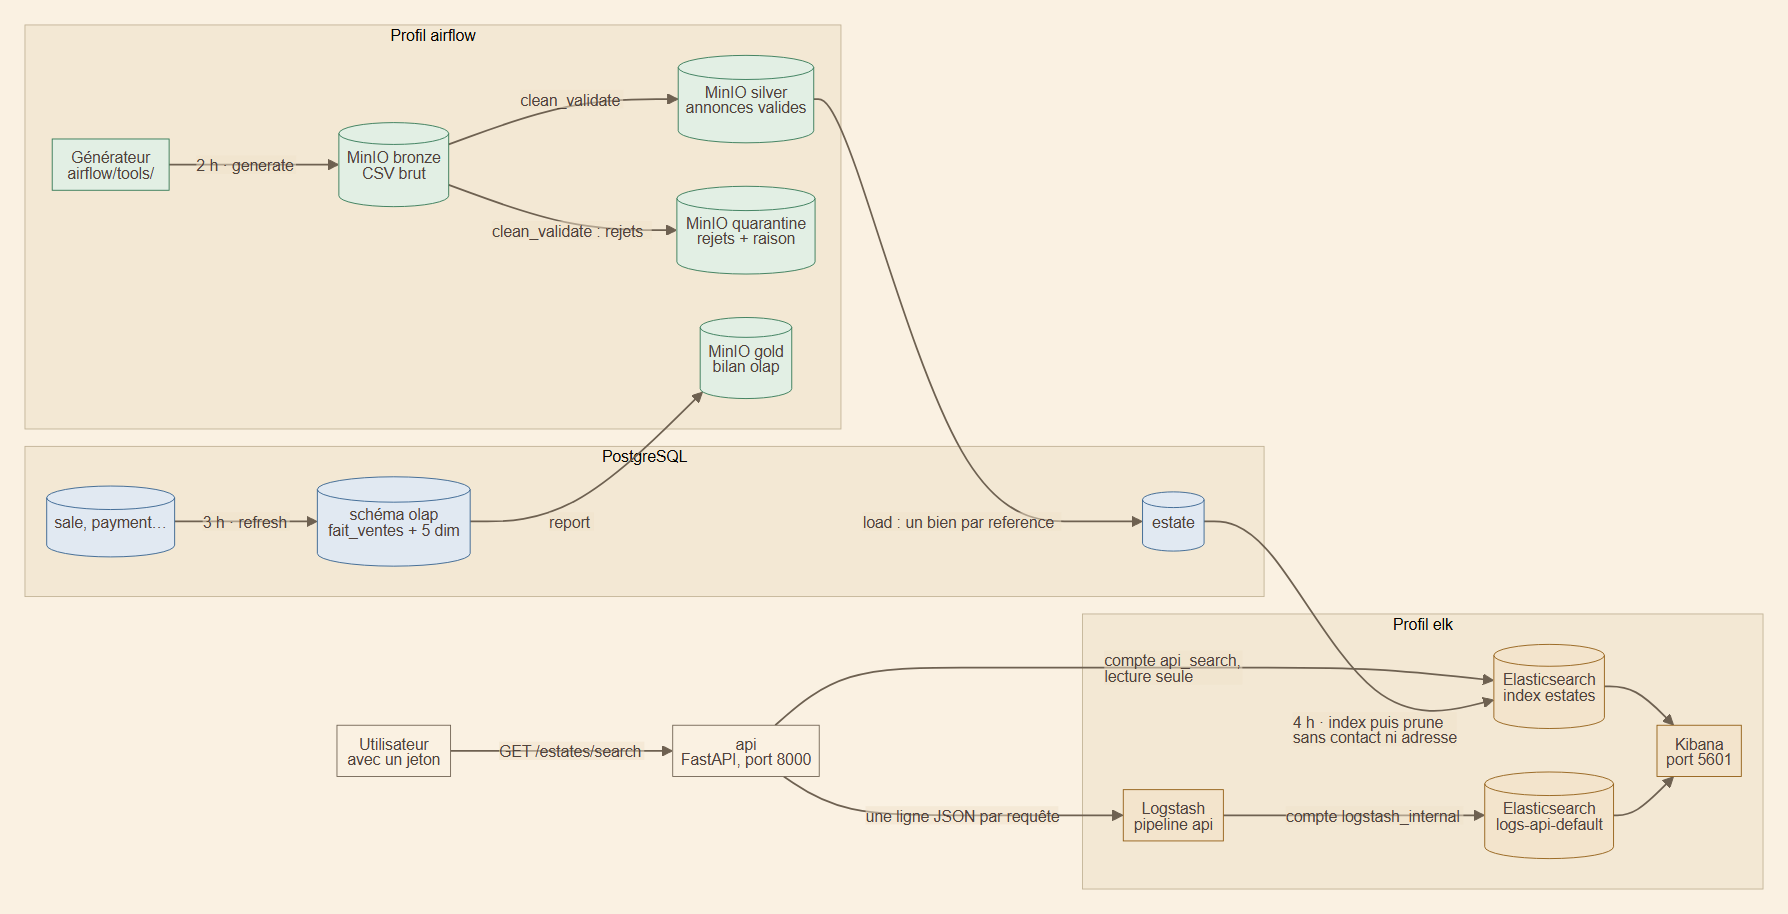 Profil airflow
Générateur
airflow/tools/
2 h · generate
MinIO bronze
CSV brut
clean_validate
MinIO silver
annonces valides
clean_validate : rejets
MinIO quarantine
rejets + raison
MinIO gold
bilan olap
PostgreSQL
sale, payment…
3 h · refresh
schéma olap
fait_ventes + 5 dim
report
load : un bien par reference
estate
Profil elk
compte api_search,
lecture seule
Elasticsearch
index estates
4 h · index puis prune
sans contact ni adresse
Utilisateur
avec un jeton
GET /estates/search
api
FastAPI, port 8000
Kibana
port 5601
une ligne JSON par requête
Logstash
pipeline api
compte logstash_internal
Elasticsearch
logs-api-default